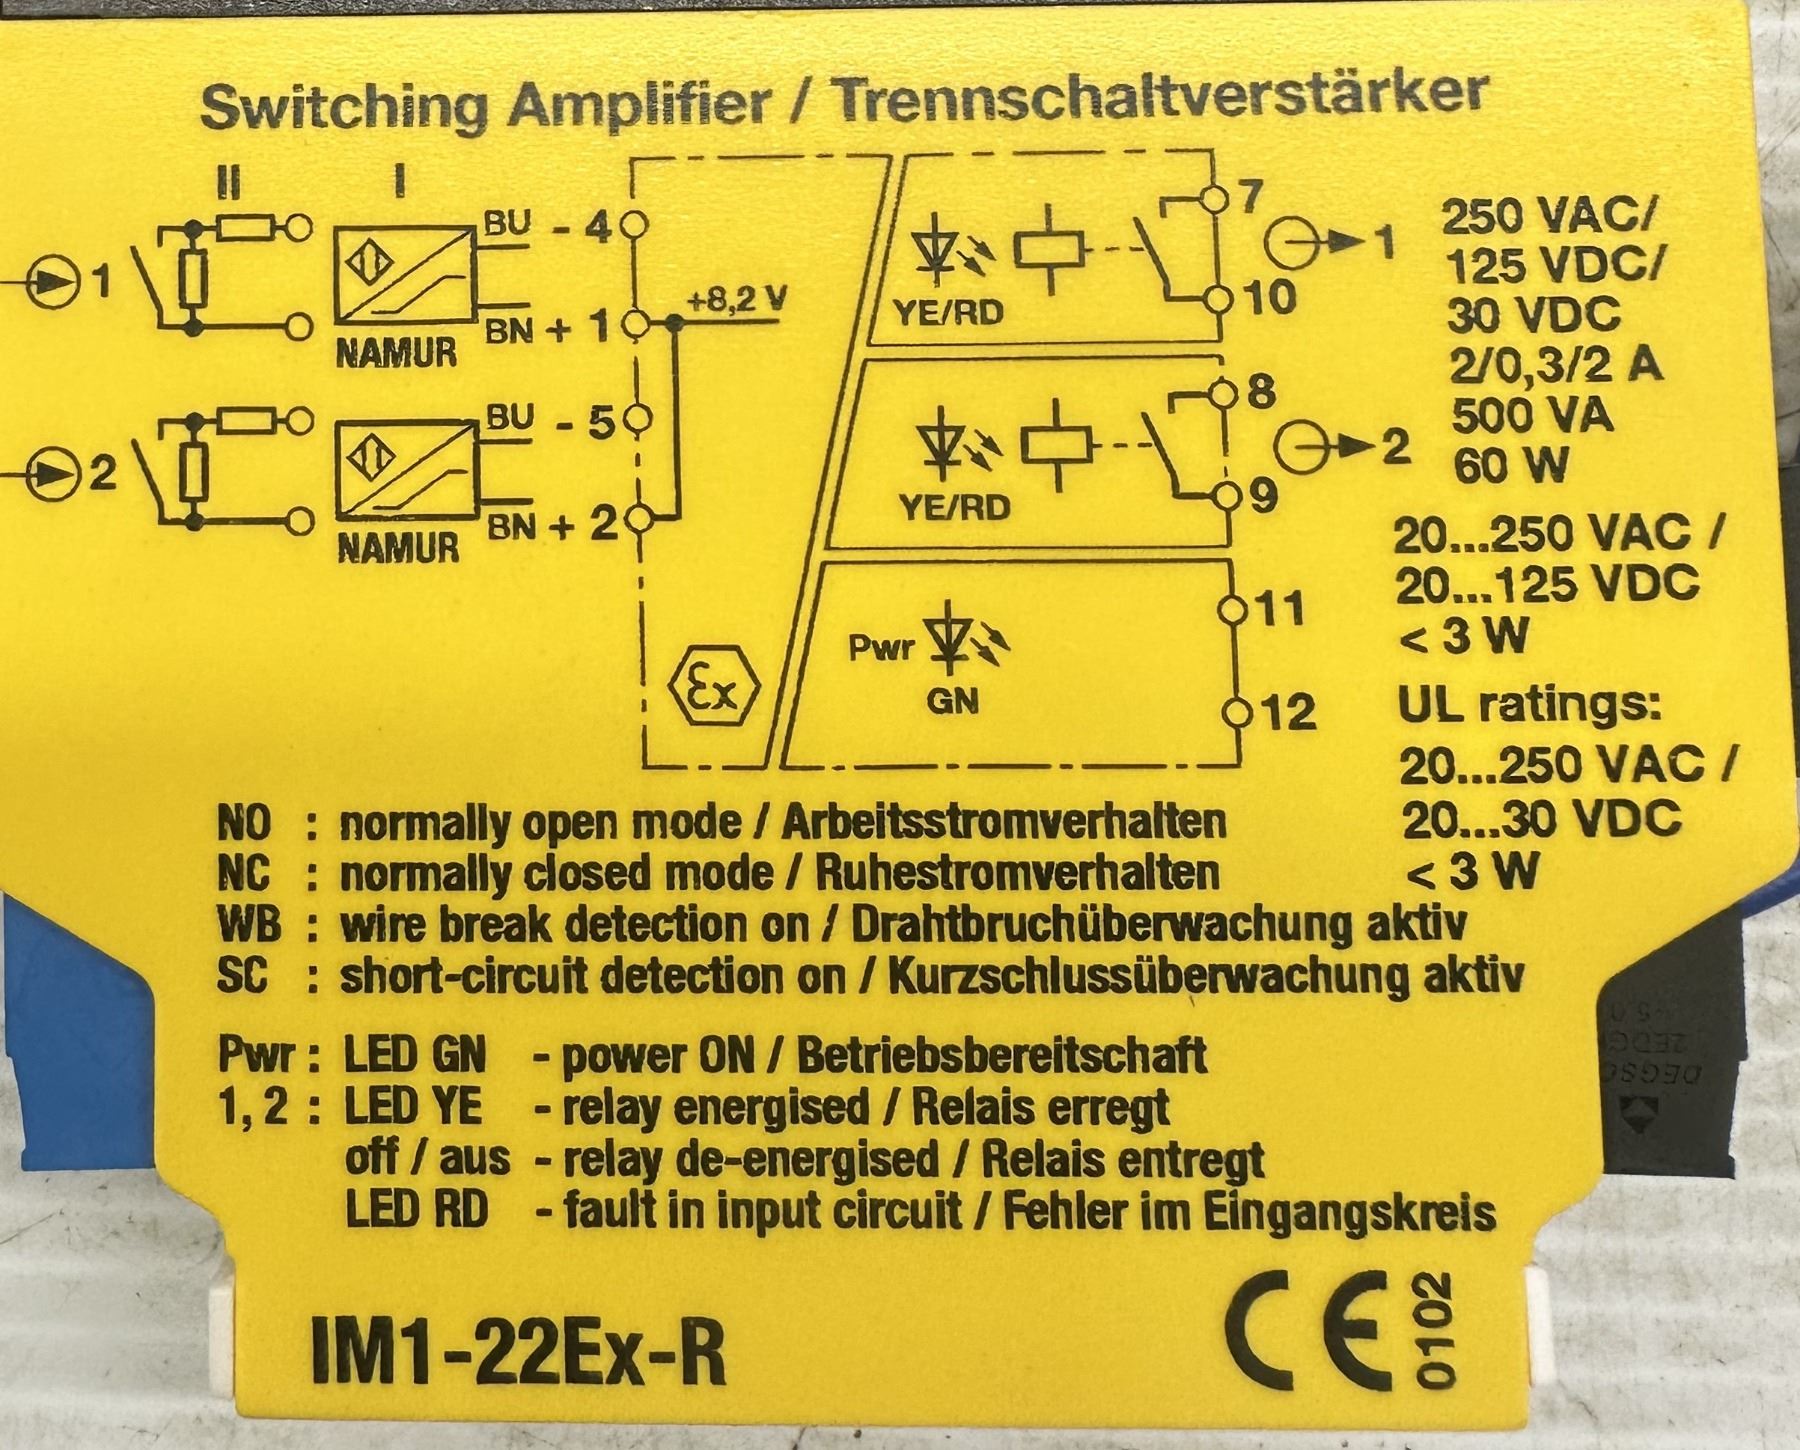 Switching Amplifier / Trennschaltverstärker
II I
1
BU - 4
BN + 1
NAMUR
+8,2 V
2
BU - 5
BN + 2
NAMUR
Ex
YE/RD
7
10
1
YE/RD
8
9
2
Pwr
GN
11
12
250 VAC/
125 VDC/
30 VDC
2/0,3/2 A
500 VA
60 W
20...250 VAC /
20...125 VDC
< 3 W
UL ratings:
20...250 VAC /
20...30 VDC
< 3 W
NO : normally open mode / Arbeitsstromverhalten
NC : normally closed mode / Ruhestromverhalten
WB : wire break detection on / Drahtbruchüberwachung aktiv
SC : short-circuit detection on / Kurzschlussüberwachung aktiv
Pwr : LED GN - power ON / Betriebsbereitschaft
1, 2 : LED YE - relay energised / Relais erregt
off / aus - relay de-energised / Relais entregt
LED RD - fault in input circuit / Fehler im Eingangskreis
IM1-22Ex-R
CE 0102